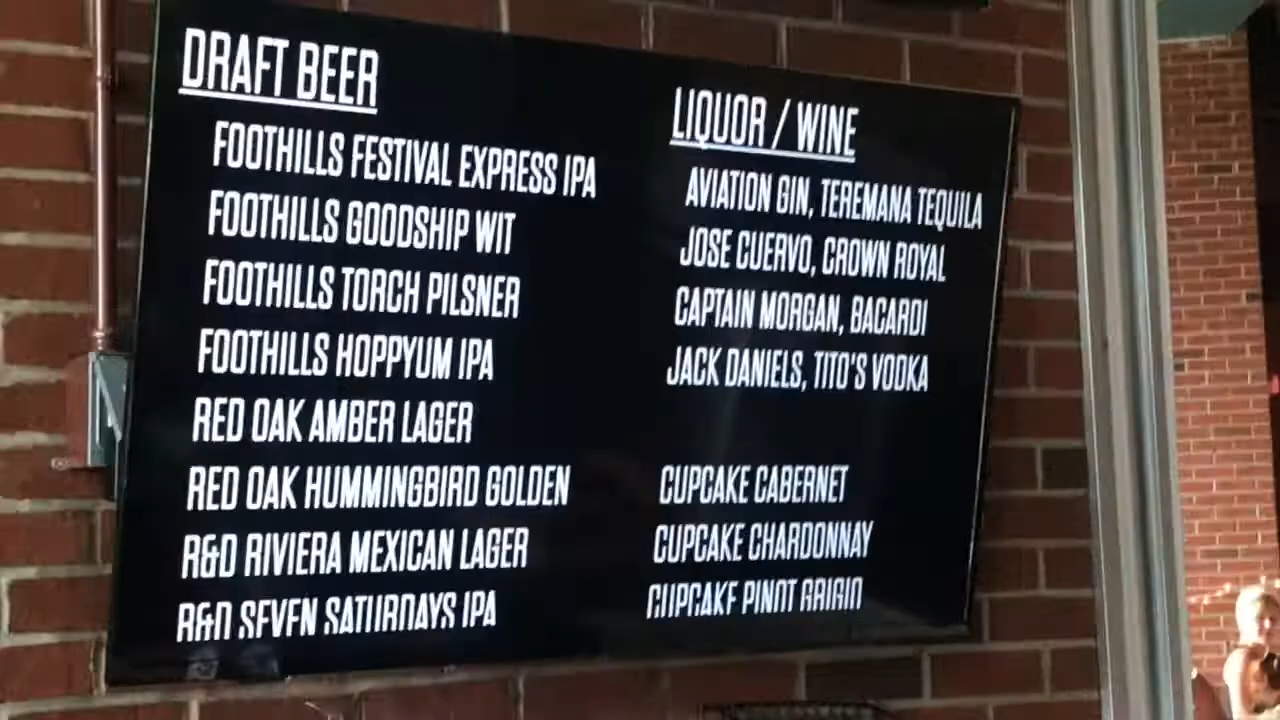 DRAFT BEER
FOOTHILLS FESTIVAL EXPRESS IPA
FOOTHILLS GOODSHIP WIT
FOOTHILLS TORCH PILSNER
FOOTHILLS HOPPYUM IPA
RED OAK AMBER LAGER
RED OAK HUMMINGBIRD GOLDEN
R&D RIVIERA MEXICAN LAGER
R&D SEVEN SATURDAYS IPA
LIQUOR / WINE
AVIATION GIN, TEREMANA TEQUILA
JOSE CUERVO, CROWN ROYAL
CAPTAIN MORGAN, BACARDI
JACK DANIELS, TITO'S VODKA
CUPCAKE CABERNET
CUPCAKE CHARDONNAY
CUPCAKE PINOT GRIGIO